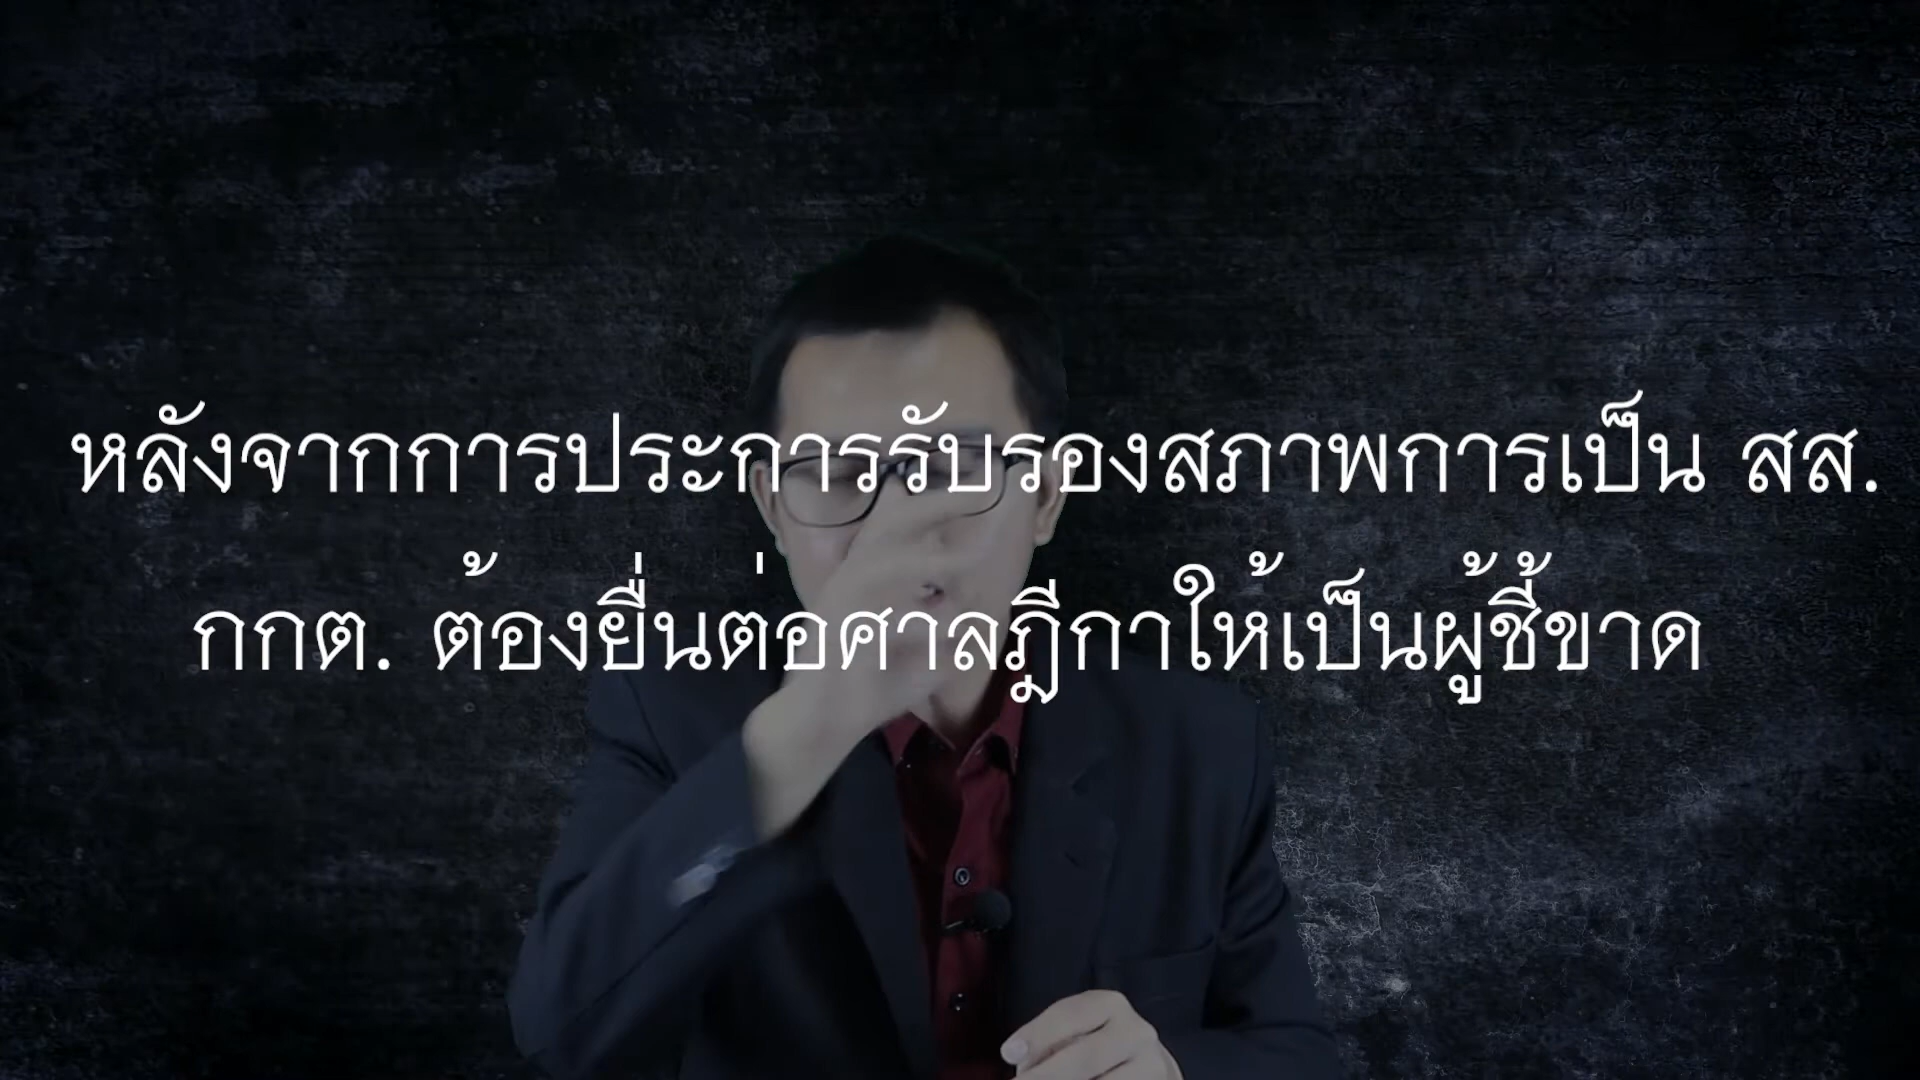 หลังจากการประการรับรองสภาพการเป็น สส.
กกต. ต้องยื่นต่อศาลฎีกาให้เป็นผู้ชี้ขาด